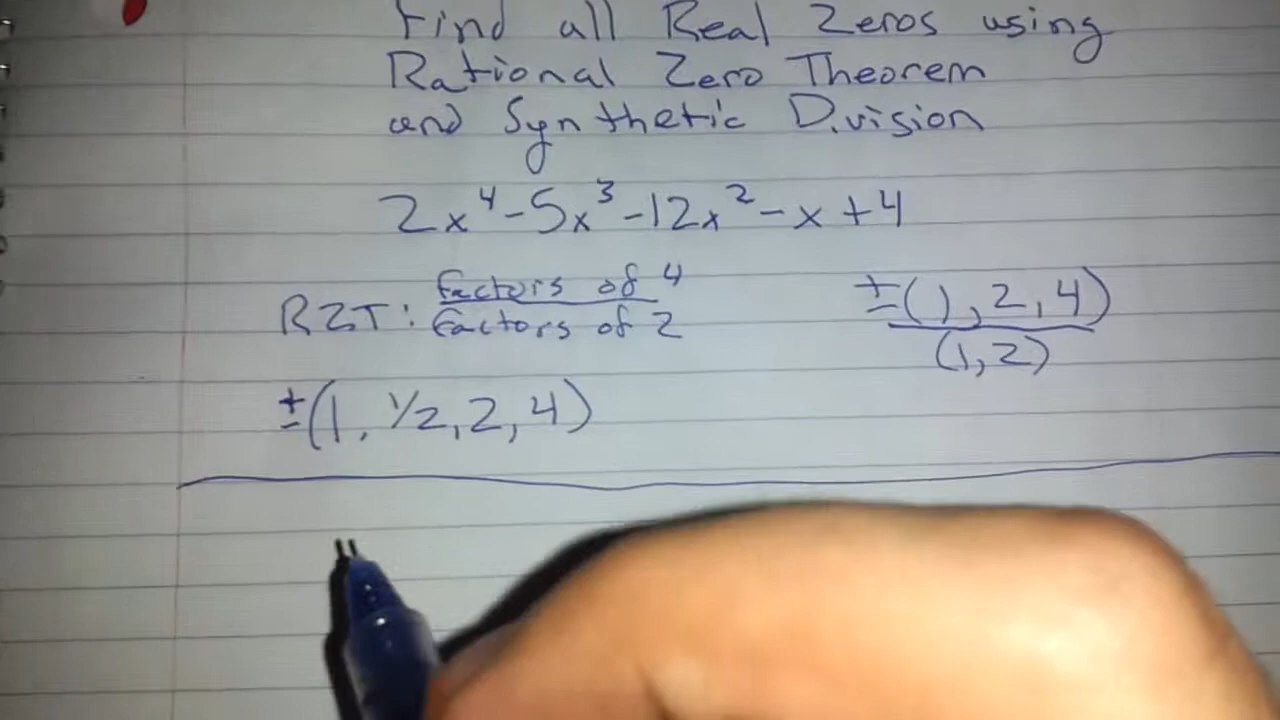 Find all Real Zeros using
Rational Zero Theorem
and Synthetic Division
2x⁴-5x³-12x²-x+4
RZT: factors of 4 / factors of 2
±(1,2,4) / (1,2)
±(1, 1/2, 2, 4)